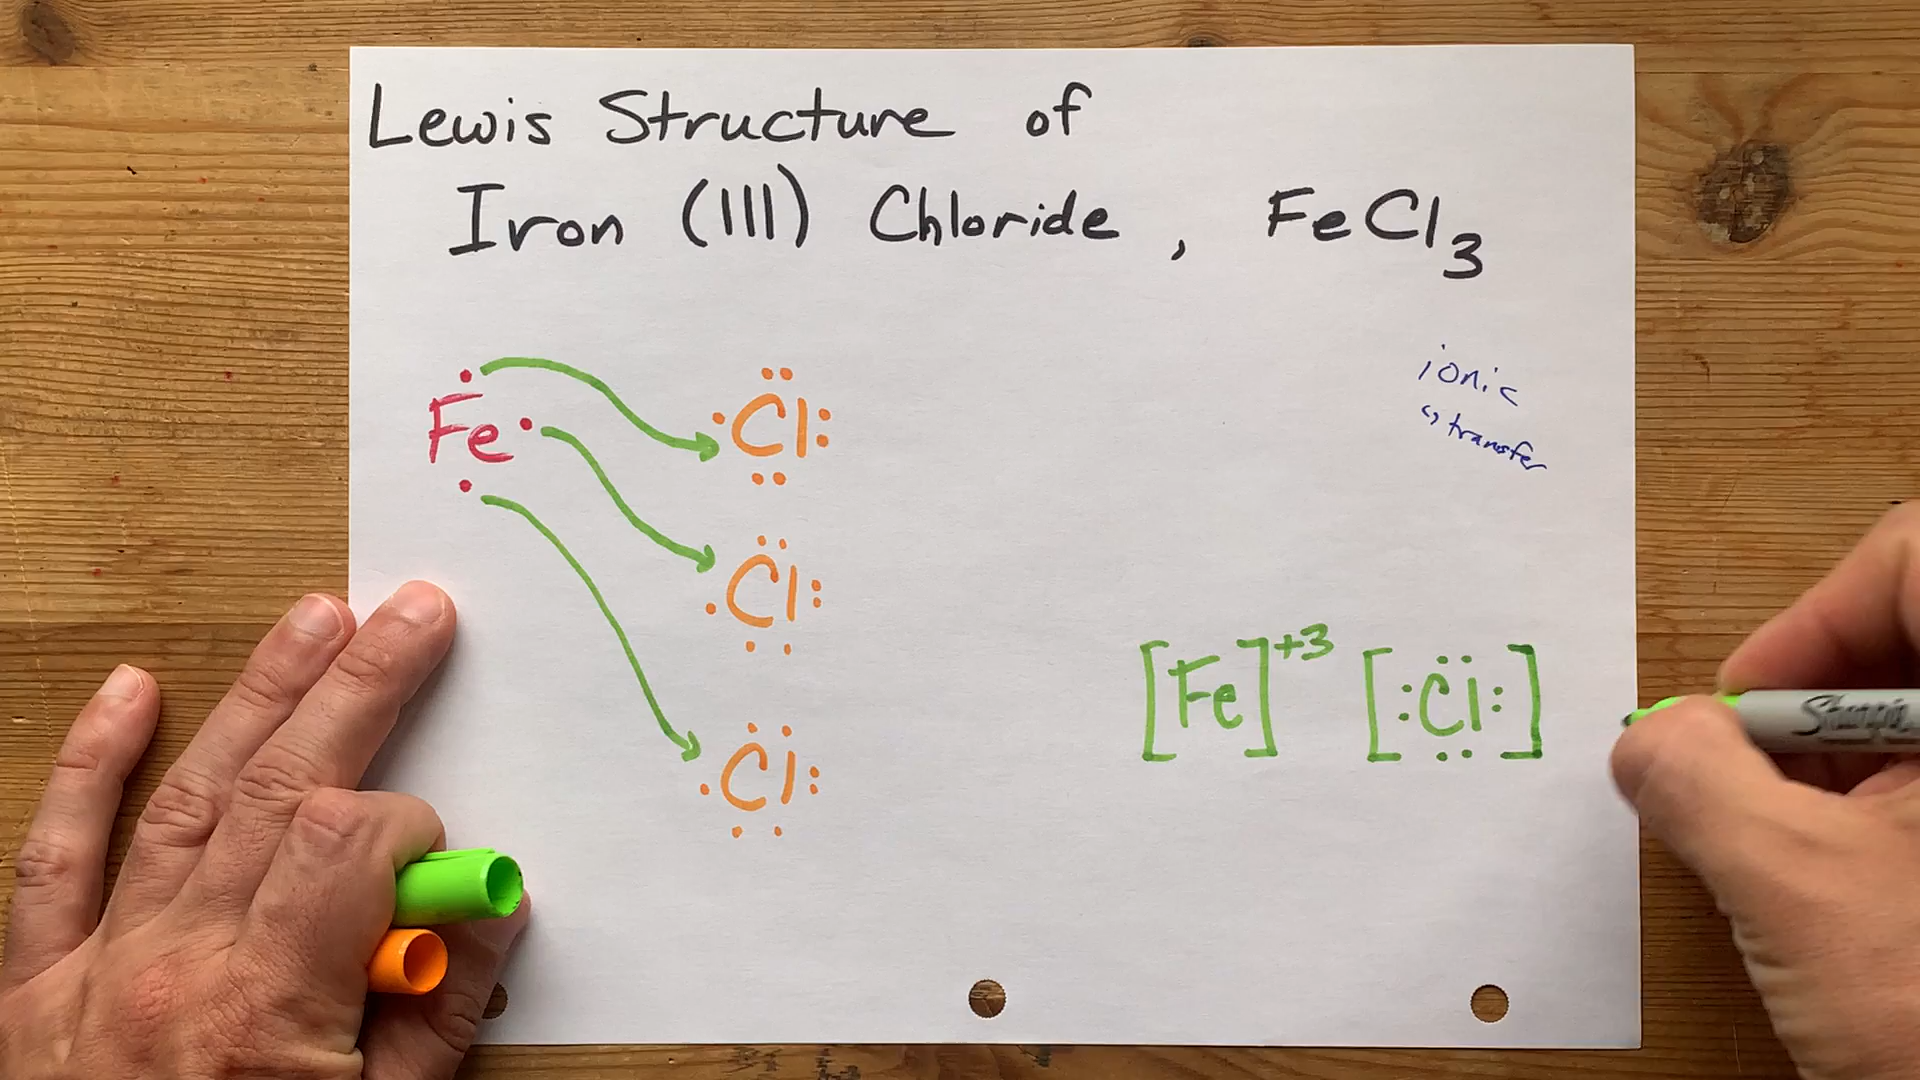 Lewis Structure of
Iron (III) Chloride, FeCl3
ionic
↳ transfer
Fe
Cl
Cl
Cl
[Fe]+3 [:Cl:]
Sharpie